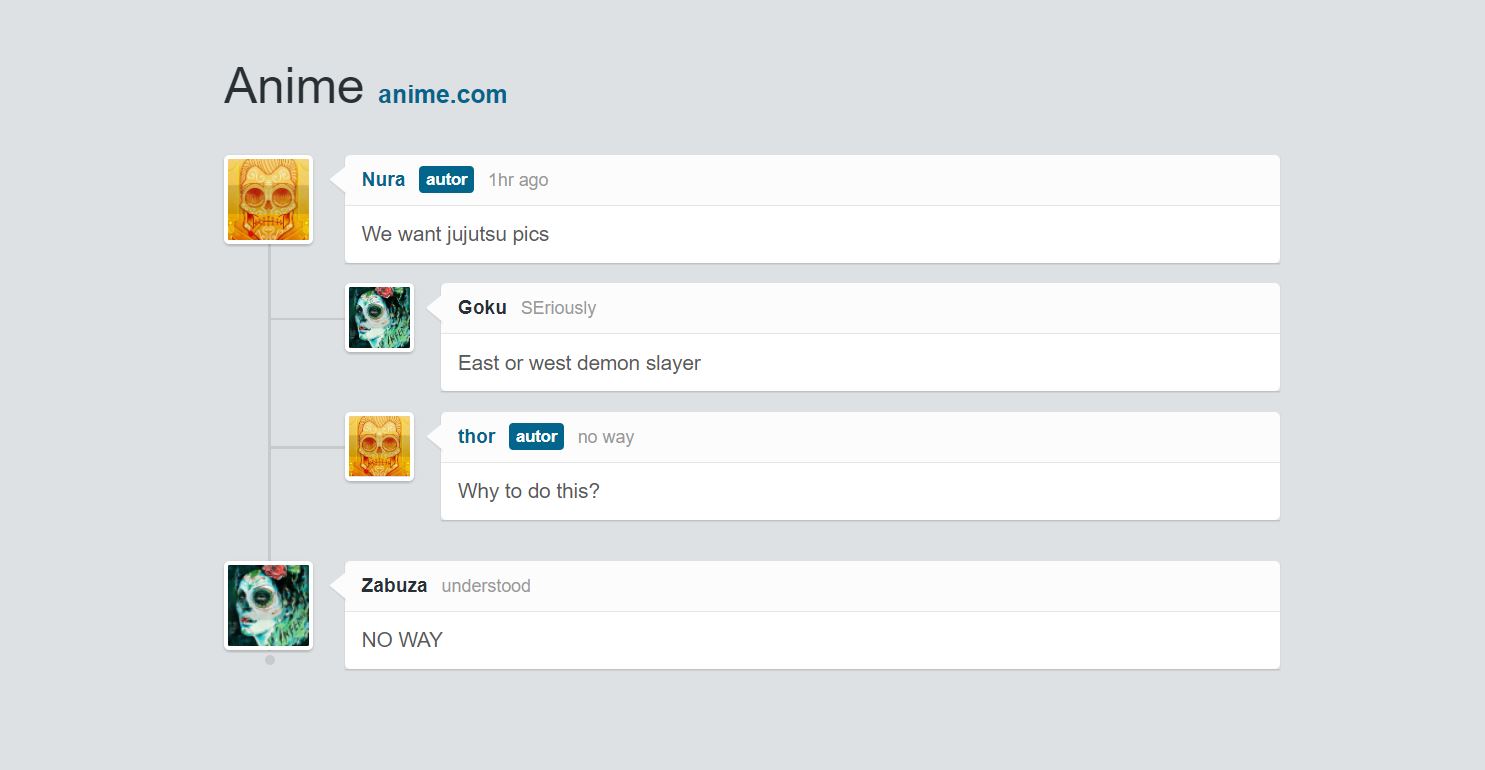 Anime anime.com
Nura autor 1hr ago
We want jujutsu pics
Goku SEriously
East or west demon slayer
thor autor no way
Why to do this?
Zabuza understood
NO WAY